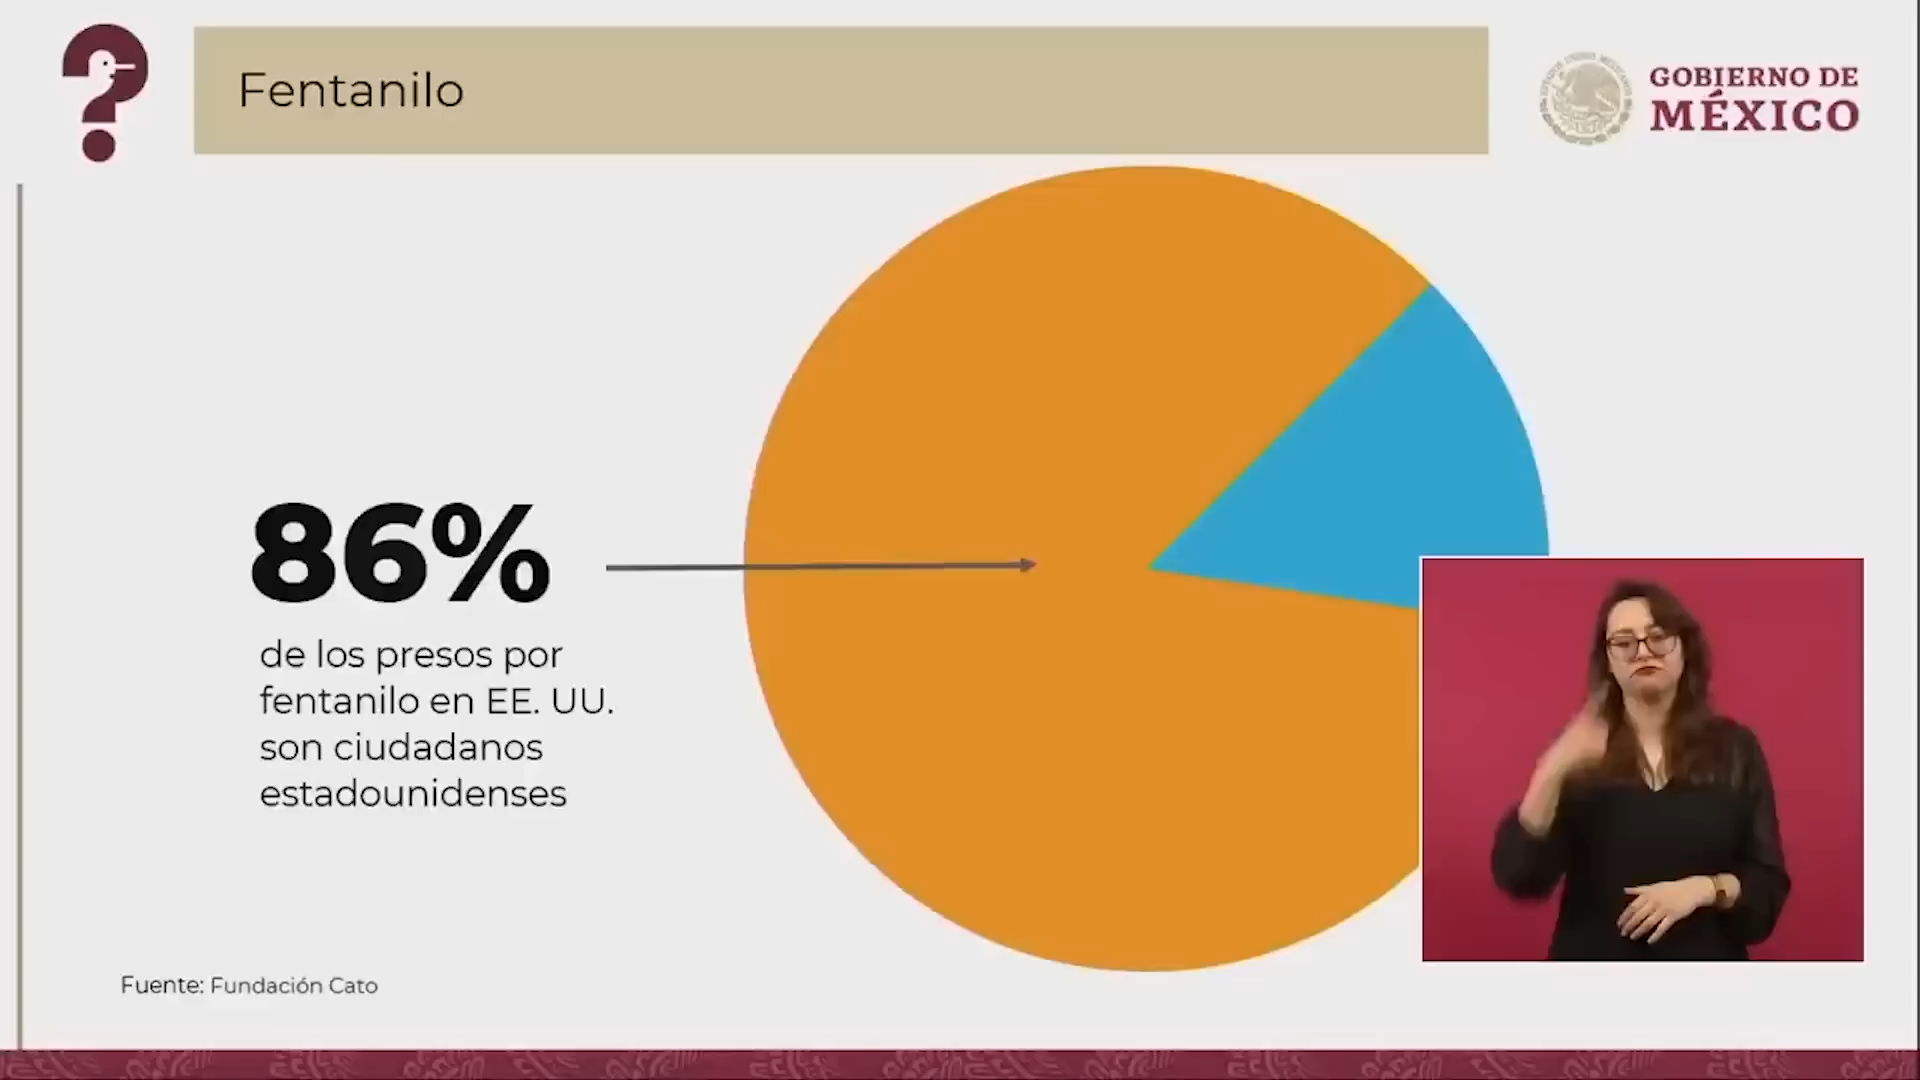 Fentanilo
GOBIERNO DE
MÉXICO
86%
de los presos por
fentanilo en EE. UU.
son ciudadanos
estadounidenses
Fuente: Fundación Cato